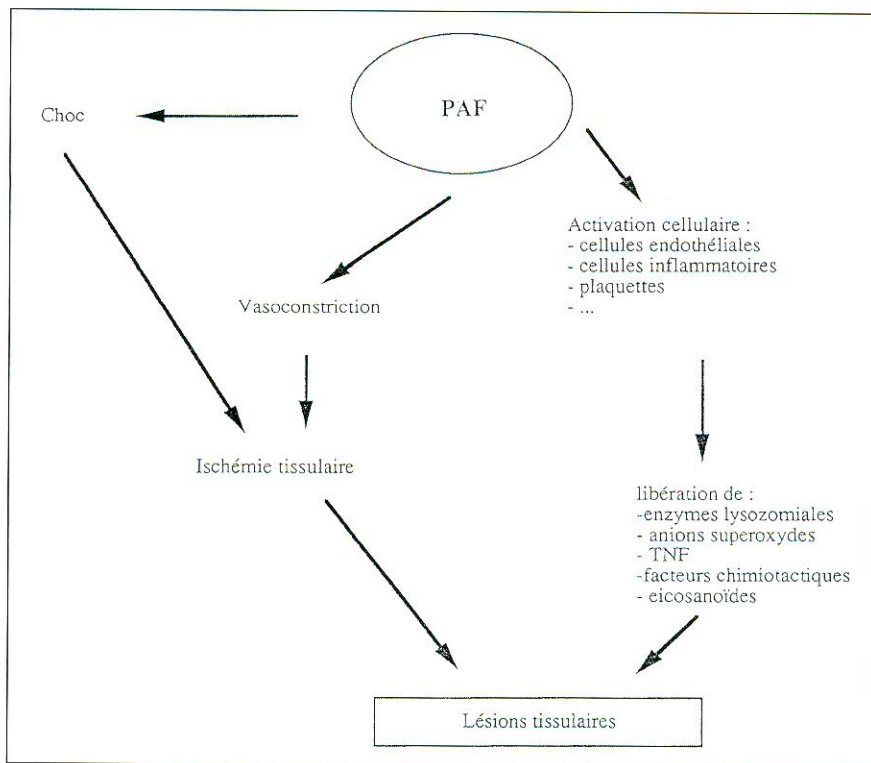 PAF
Choc
Activation cellulaire :
- cellules endothéliales
- cellules inflammatoires
- plaquettes
- ...
Vasoconstriction
Ischémie tissulaire
libération de :
-enzymes lysozomiales
- anions superoxydes
- TNF
-facteurs chimiotactiques
- eicosanoïdes
Lésions tissulaires